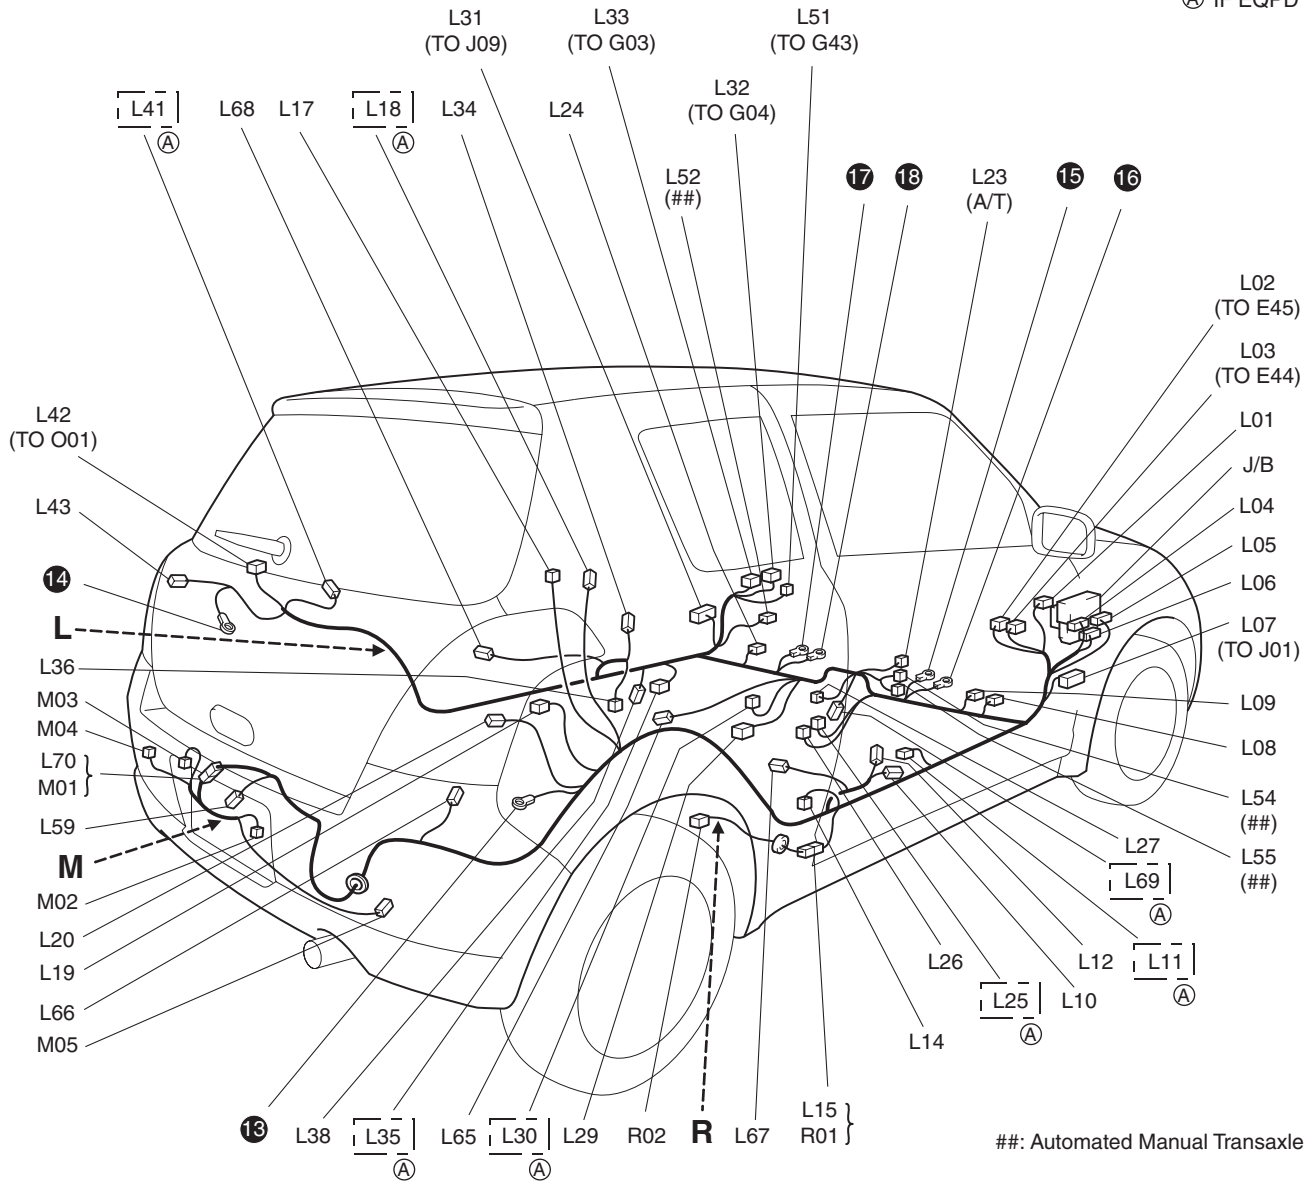 Ⓐ IF EQPD
L31
(TO J09)
L33
(TO G03)
L51
(TO G43)
L32
(TO G04)
L41
Ⓐ
L68
L17
L18
Ⓐ
L34
L24
L52
(##)
17
18
L23
(A/T)
15
16
L02
(TO E45)
L03
(TO E44)
L01
J/B
L04
L05
L06
L07
(TO J01)
L09
L08
L54
(##)
L55
(##)
L42
(TO O01)
L43
14
L
L36
M03
M04
L70
M01
L59
M
M02
L20
L19
L66
M05
L27
L69
Ⓐ
L11
Ⓐ
L12
L10
L26
L25
Ⓐ
L14
13
L38
L35
Ⓐ
L65
L30
Ⓐ
L29
R02
R
L67
L15
R01
##: Automated Manual Transaxle